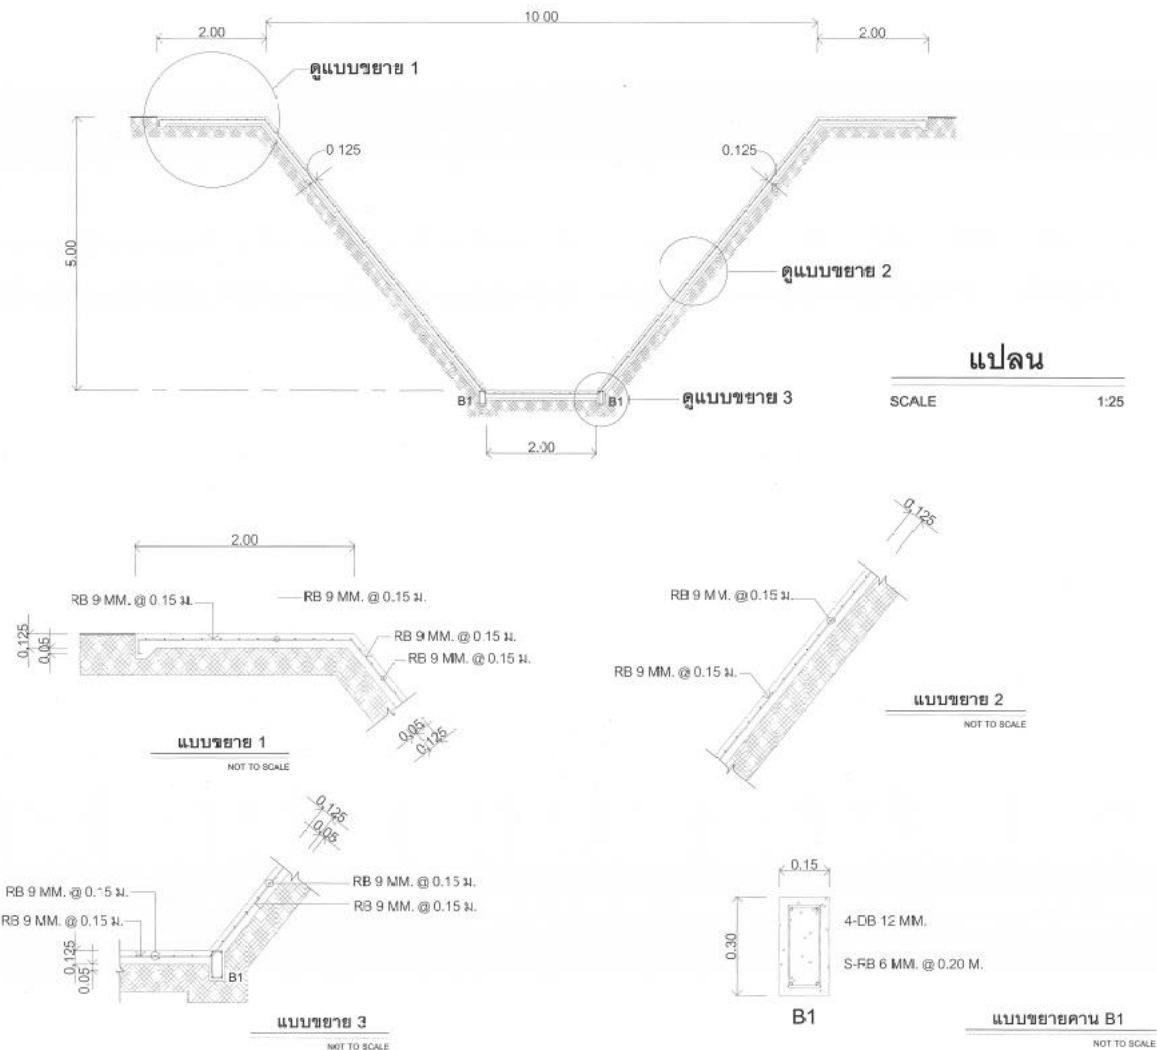 10.00
2.00
2.00
ดูแบบขยาย 1
0.125
0.125
5.00
ดูแบบขยาย 2
แปลน
SCALE 1:25
B1
B1
ดูแบบขยาย 3
2.00
2.00
RB 9 MM. @ 0.15 ม.
RB 9 MM. @ 0.15 ม.
0.125
0.05
RB 9 MM. @ 0.15 ม.
RB 9 MM. @ 0.15 ม.
0.05
0.125
แบบขยาย 1
NOT TO SCALE
0.125
RB 9 MM. @ 0.15 ม.
RB 9 MM. @ 0.15 ม.
แบบขยาย 2
NOT TO SCALE
0.125
0.05
RB 9 MM. @ 0.15 ม.
RB 9 MM. @ 0.15 ม.
RB 9 MM. @ 0.15 ม.
RB 9 MM. @ 0.15 ม.
0.125
0.05
B1
แบบขยาย 3
NOT TO SCALE
0.15
0.30
4-DB 12 MM.
S-RB 6 MM. @ 0.20 M.
B1
แบบขยายคาน B1
NOT TO SCALE